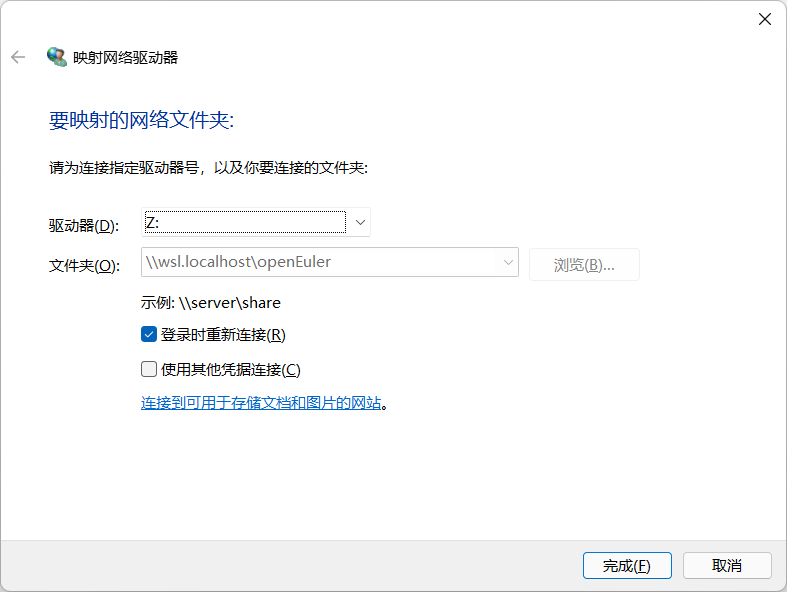 映射网络驱动器
要映射的网络文件夹:
请为连接指定驱动器号，以及你要连接的文件夹:
驱动器(D): Z:
文件夹(O): \\wsl.localhost\openEuler 浏览(B)...
示例: \\server\share
登录时重新连接(R)
使用其他凭据连接(C)
连接到可用于存储文档和图片的网站。
完成(F) 取消